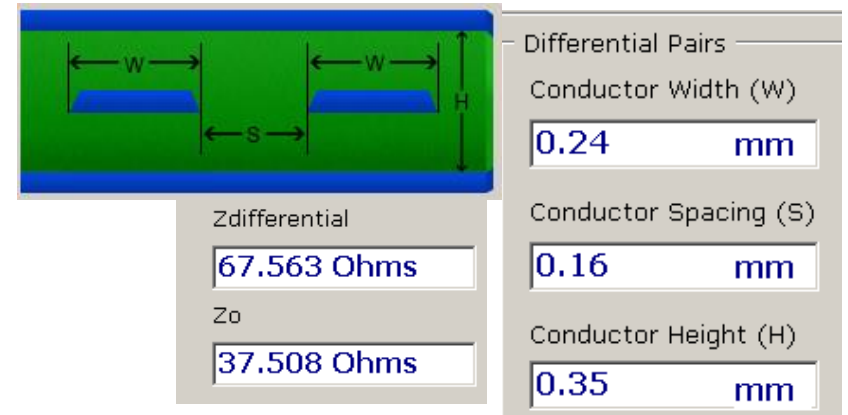 W
W
H
S
Differential Pairs
Conductor Width (W)
0.24 mm
Zdifferential
67.563 Ohms
Conductor Spacing (S)
0.16 mm
Zo
37.508 Ohms
Conductor Height (H)
0.35 mm